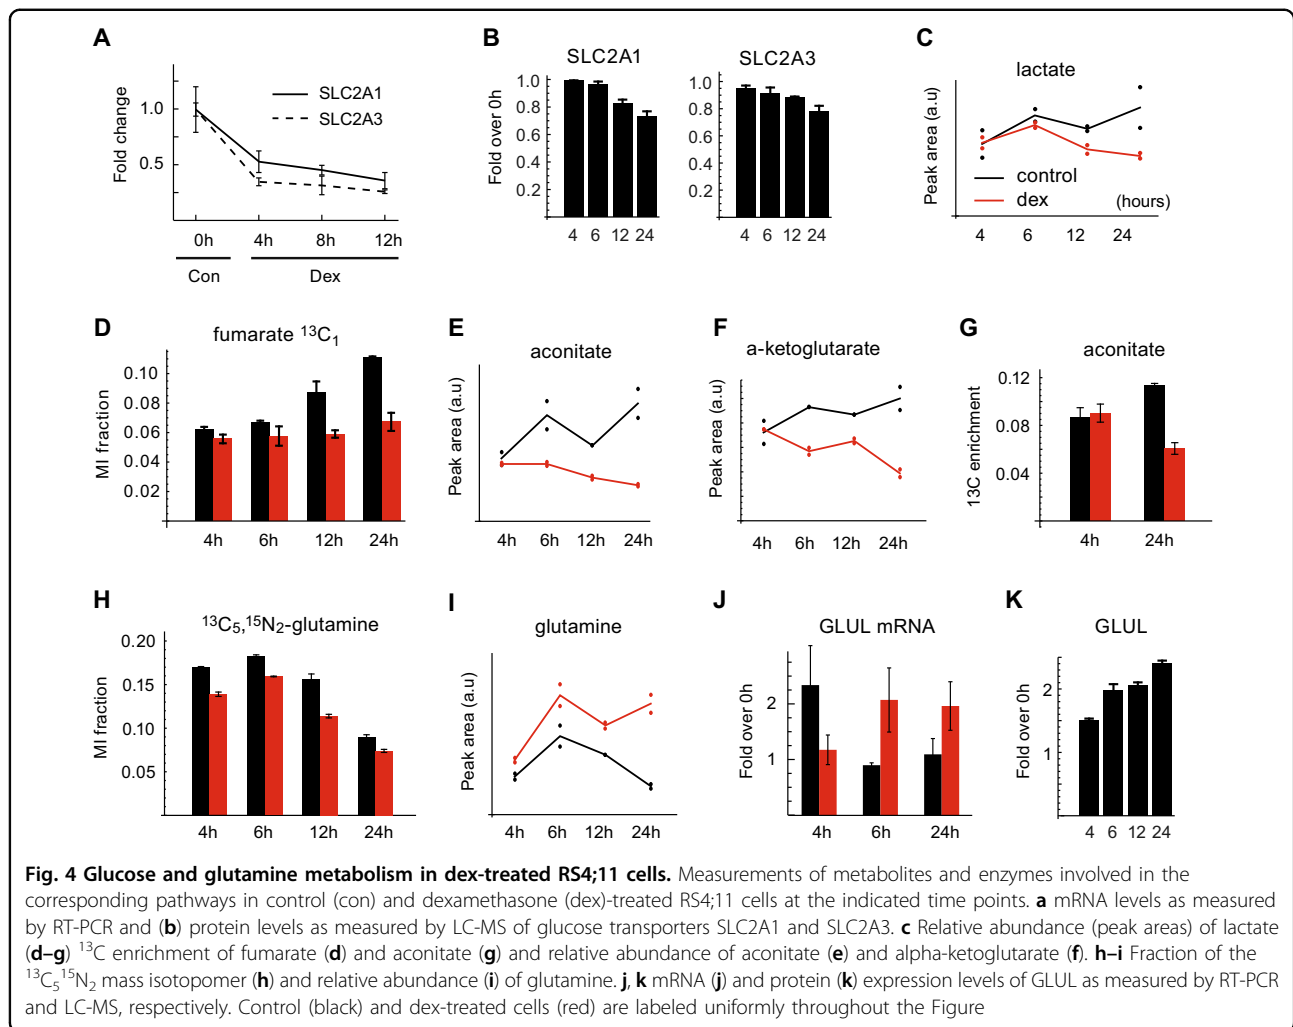 A
Fold change
1.0
0.5
SLC2A1
SLC2A3
0h 4h 8h 12h
Con Dex
B
SLC2A1
Fold over 0h
1.0
0.8
0.6
0.4
0.2
4 6 12 24
SLC2A3
1.0
0.8
0.6
0.4
0.2
4 6 12 24
C
lactate
Peak area (a.u)
control
dex
(hours)
4 6 12 24
D
fumarate ¹³C₁
MI fraction
0.10
0.06
0.06
0.02
4h 6h 12h 24h
E
aconitate
Peak area (a.u)
4h 6h 12h 24h
F
a-ketoglutarate
Peak area (a.u)
4h 6h 12h 24h
G
aconitate
13C enrichment
0.12
0.08
0.04
4h 24h
H
¹³C₅,¹⁵N₂-glutamine
MI fraction
0.20
0.15
0.10
0.05
4h 6h 12h 24h
I
glutamine
Peak area (a.u)
4h 6h 12h 24h
J
GLUL mRNA
Fold over 0h
2
1
4h 6h 24h
K
GLUL
Fold over 0h
2
1
4 6 12 24
Fig. 4 Glucose and glutamine metabolism in dex-treated RS4;11 cells. Measurements of metabolites and enzymes involved in the
corresponding pathways in control (con) and dexamethasone (dex)-treated RS4;11 cells at the indicated time points. a mRNA levels as measured
by RT-PCR and (b) protein levels as measured by LC-MS of glucose transporters SLC2A1 and SLC2A3. c Relative abundance (peak areas) of lactate
(d–g) ¹³C enrichment of fumarate (d) and aconitate (g) and relative abundance of aconitate (e) and alpha-ketoglutarate (f). h–i Fraction of the
¹³C₅¹⁵N₂ mass isotopomer (h) and relative abundance (i) of glutamine. j, k mRNA (j) and protein (k) expression levels of GLUL as measured by RT-PCR
and LC-MS, respectively. Control (black) and dex-treated cells (red) are labeled uniformly throughout the Figure